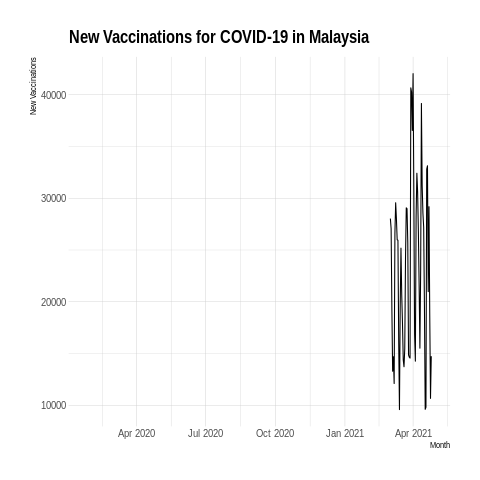 New Vaccinations for COVID-19 in Malaysia
New Vaccinations
40000
30000
20000
10000
Apr 2020 Jul 2020 Oct 2020 Jan 2021 Apr 2021
Month